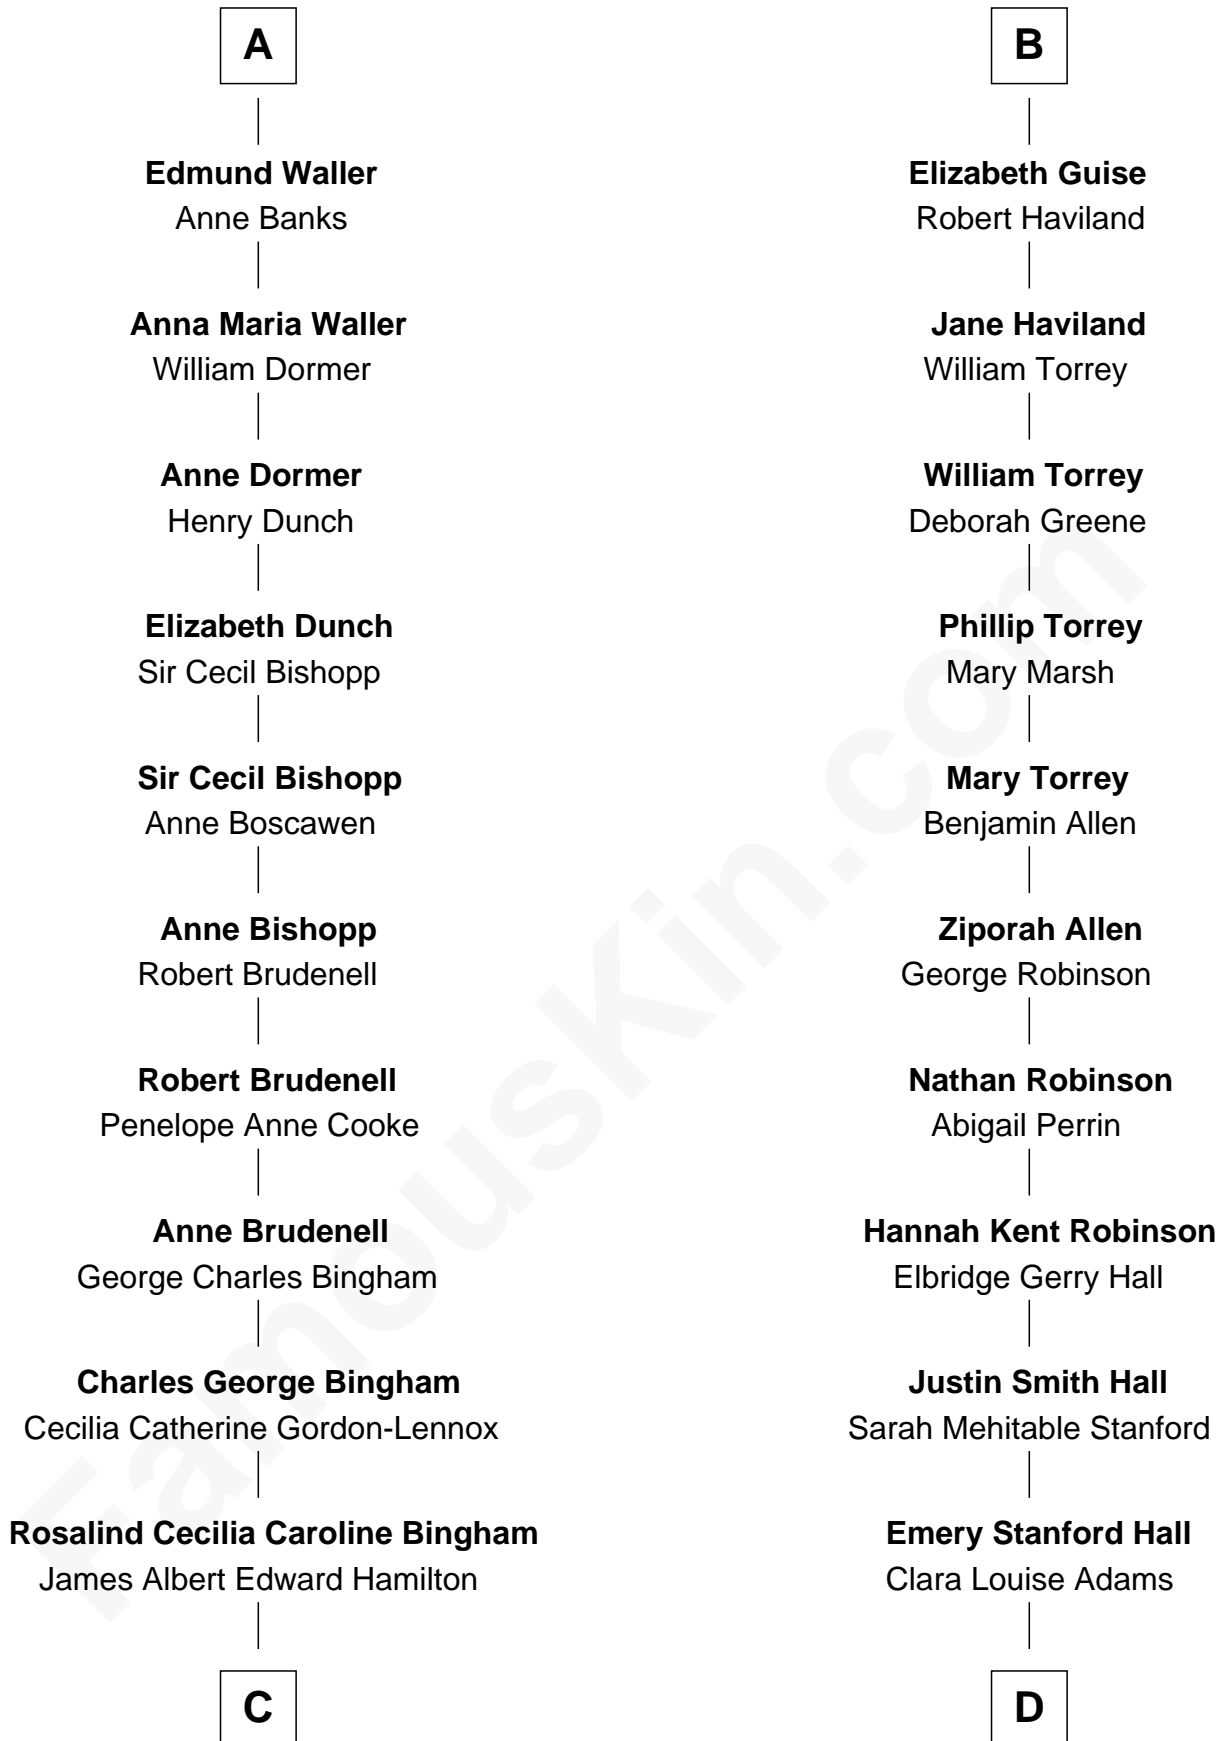 A
Edmund Waller
Anne Banks
Anna Maria Waller
William Dormer
Anne Dormer
Henry Dunch
Elizabeth Dunch
Sir Cecil Bishopp
Sir Cecil Bishopp
Anne Boscawen
Anne Bishopp
Robert Brudenell
Robert Brudenell
Penelope Anne Cooke
Anne Brudenell
George Charles Bingham
Charles George Bingham
Cecilia Catherine Gordon-Lennox
Rosalind Cecilia Caroline Bingham
James Albert Edward Hamilton
C
B
Elizabeth Guise
Robert Haviland
Jane Haviland
William Torrey
William Torrey
Deborah Greene
Phillip Torrey
Mary Marsh
Mary Torrey
Benjamin Allen
Ziporah Allen
George Robinson
Nathan Robinson
Abigail Perrin
Hannah Kent Robinson
Elbridge Gerry Hall
Justin Smith Hall
Sarah Mehitable Stanford
Emery Stanford Hall
Clara Louise Adams
D
FamousKin.com